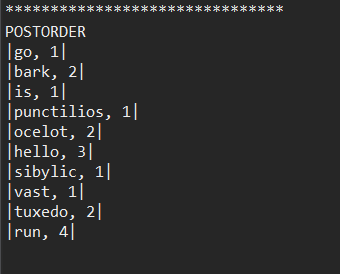 *******************************
POSTORDER
|go, 1|
|bark, 2|
|is, 1|
|punctilios, 1|
|ocelot, 2|
|hello, 3|
|sibylic, 1|
|vast, 1|
|tuxedo, 2|
|run, 4|